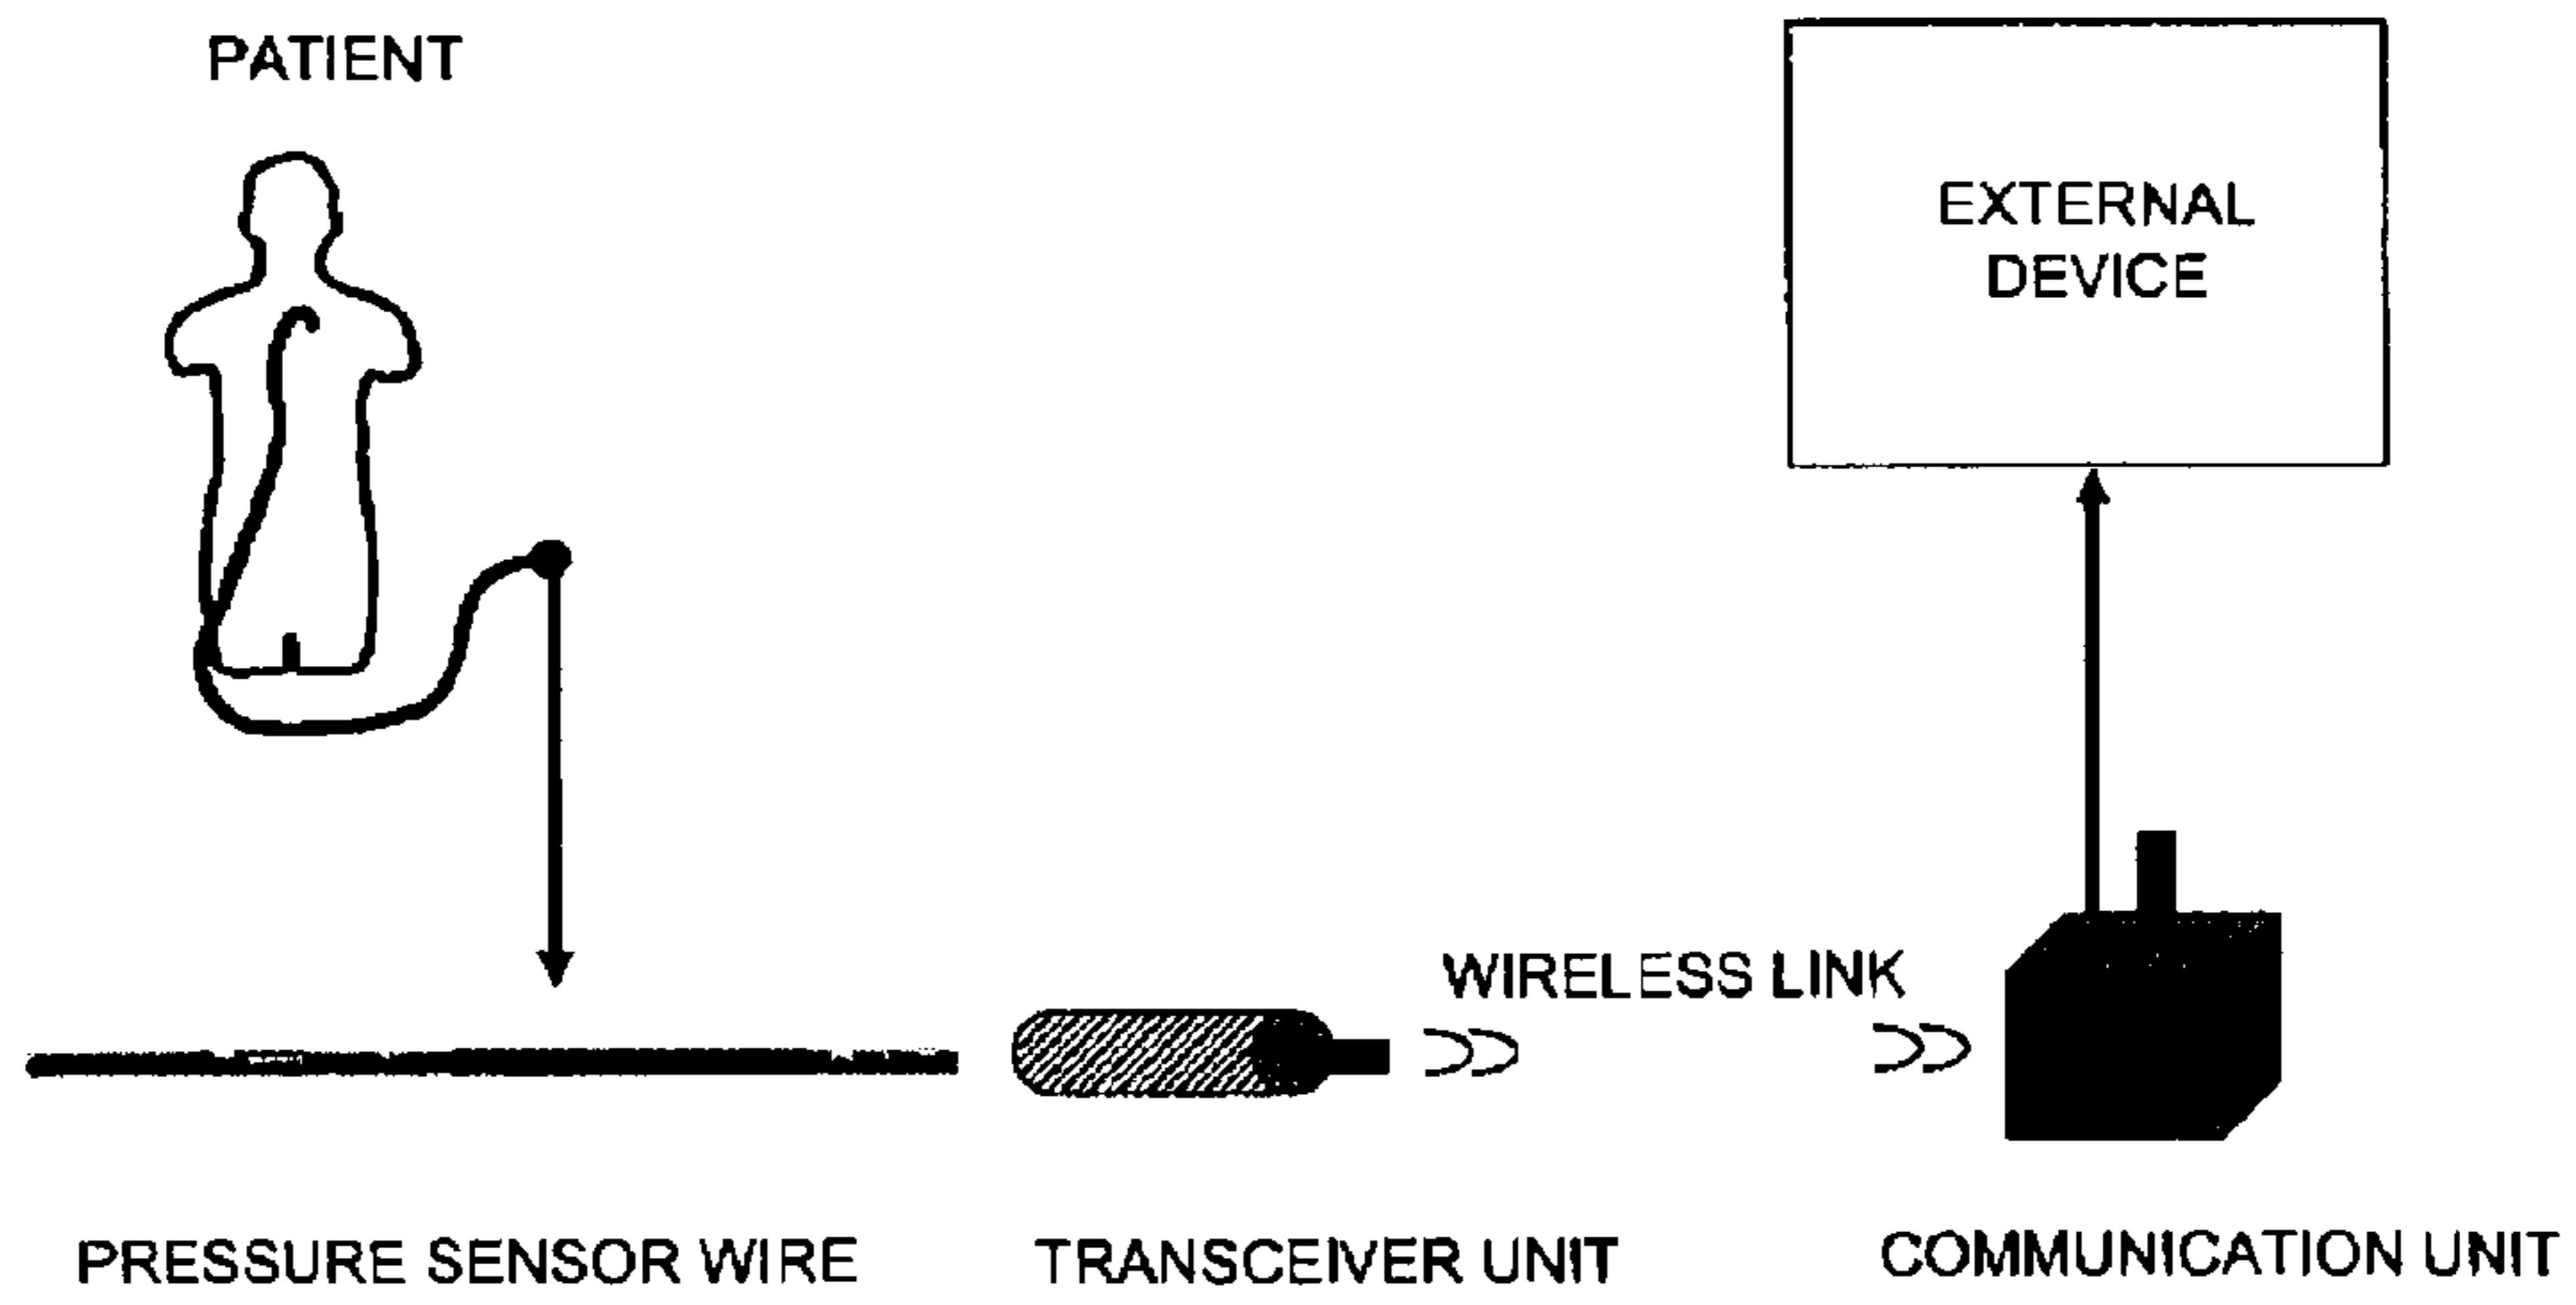 PATIENT
EXTERNAL
DEVICE
WIRELESS LINK
PRESSURE SENSOR WIRE
TRANSCEIVER UNIT
COMMUNICATION UNIT